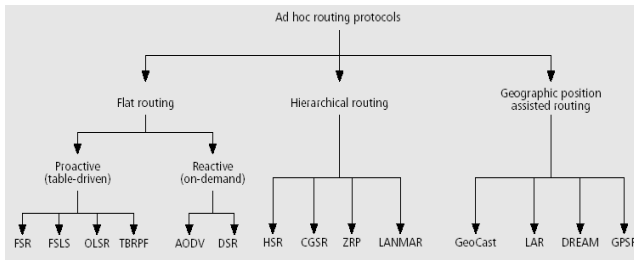 Ad hoc routing protocols
Flat routing
Hierarchical routing
Geographic position
assisted routing
Proactive
(table-driven)
Reactive
(on-demand)
FSR FSLS OLSR TBRPF AODV DSR HSR CGSR ZRP LANMAR GeoCast LAR DREAM GPSR